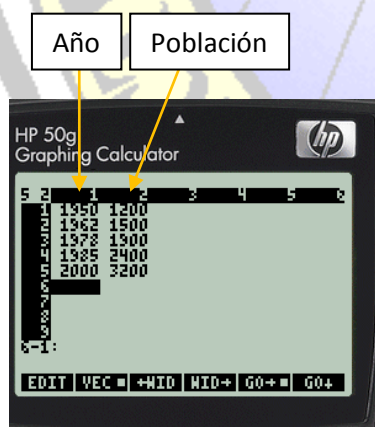 Año Población
HP 50g
Graphing Calculator
hp
5 2 1 2 3 4 5 6
1 1950 1200
2 1962 1500
3 1978 1900
4 1985 2400
5 2000 3200
6
7
8
9
6-1:
EDIT VEC ■ ←WID WID→ GO→■ GO↓